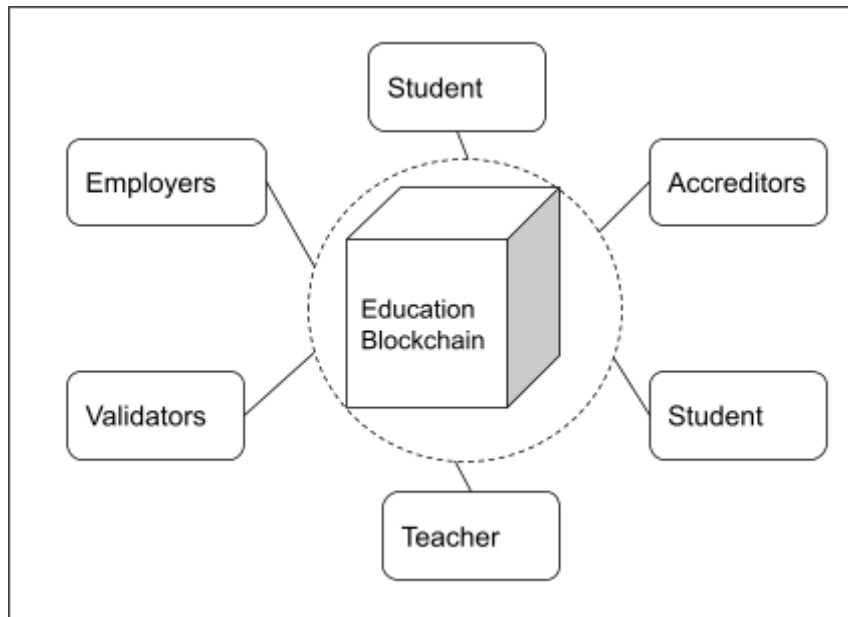 Student
Employers
Accreditors
Education
Blockchain
Validators
Student
Teacher